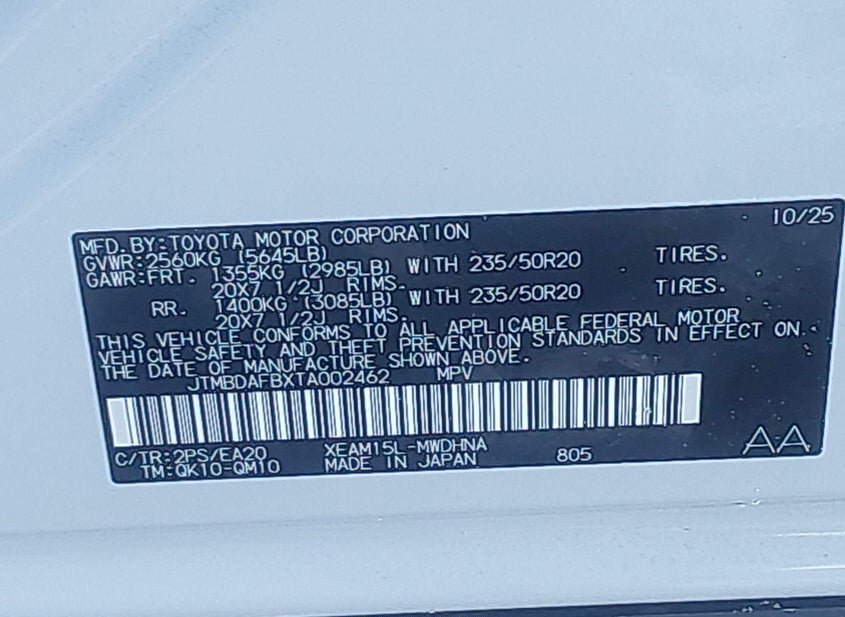 10/25
MFD.BY:TOYOTA MOTOR CORPORATION
GVWR:2560KG (5645LB)
GAWR:FRT. 1355KG (2985LB) WITH 235/50R20 TIRES.
20X7 1/2J RIMS.
RR. 1400KG (3085LB) WITH 235/50R20 TIRES.
20X7 1/2J RIMS.
THIS VEHICLE CONFORMS TO ALL APPLICABLE FEDERAL MOTOR
VEHICLE SAFETY AND THEFT PREVENTION STANDARDS IN EFFECT ON
THE DATE OF MANUFACTURE SHOWN ABOVE.
JTMBDAFBXTA002462 MPV
C/TR:2PS/EA20 XEAM15L-MWDHNA
TM:QK10-QM10 MADE IN JAPAN 805
AA